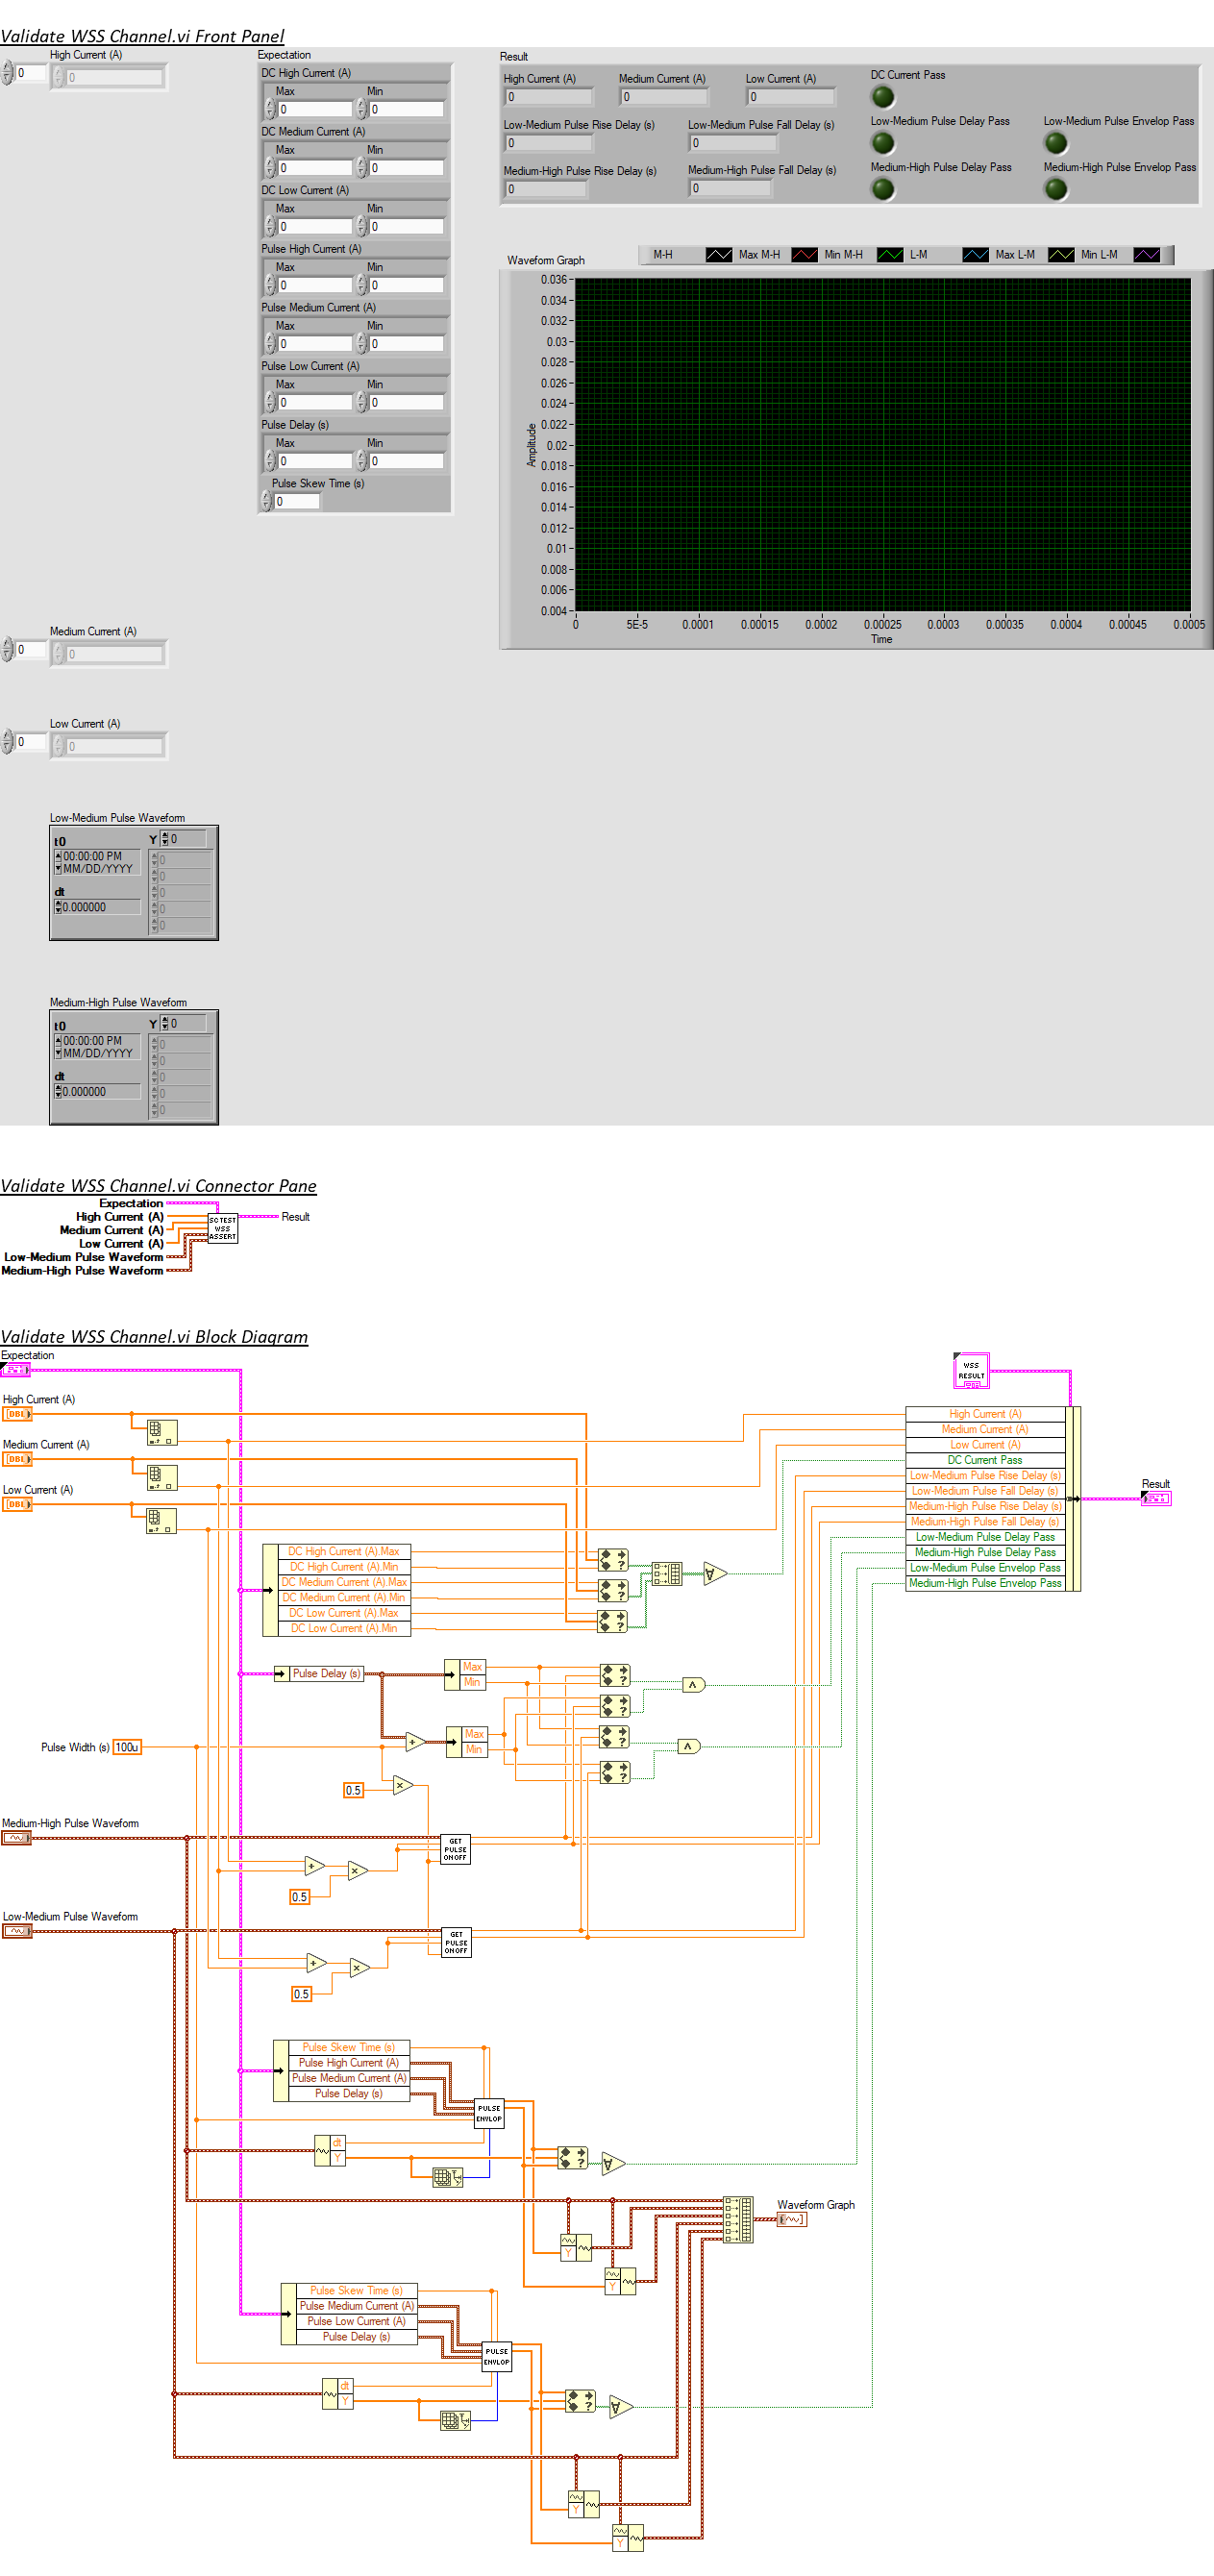 Validate WSS Channel.vi Front Panel
High Current (A)
0
0
Expectation
DC High Current (A)
Max Min
0 0
DC Medium Current (A)
Max Min
0 0
DC Low Current (A)
Max Min
0 0
Pulse High Current (A)
Max Min
0 0
Pulse Medium Current (A)
Max Min
0 0
Pulse Low Current (A)
Max Min
0 0
Pulse Delay (s)
Max Min
0 0
Pulse Skew Time (s)
0
Result
High Current (A) Medium Current (A) Low Current (A) DC Current Pass
0 0 0
Low-Medium Pulse Rise Delay (s) Low-Medium Pulse Fall Delay (s) Low-Medium Pulse Delay Pass Low-Medium Pulse Envelop Pass
0 0
Medium-High Pulse Rise Delay (s) Medium-High Pulse Fall Delay (s) Medium-High Pulse Delay Pass Medium-High Pulse Envelop Pass
0 0
Waveform Graph
M-H Max M-H Min M-H L-M Max L-M Min L-M
0.036
0.034
0.032
0.03
0.028
0.026
0.024
0.022
0.02
0.018
0.016
0.014
0.012
0.01
0.008
0.006
0.004
Amplitude
0 5E-5 0.0001 0.00015 0.0002 0.00025 0.0003 0.00035 0.0004 0.00045 0.0005
Time
Medium Current (A)
0
0
Low Current (A)
0
0
Low-Medium Pulse Waveform
t0
00:00:00 PM
MM/DD/YYYY
dt
0.000000
Y 0
0
0
0
0
0
Medium-High Pulse Waveform
t0
00:00:00 PM
MM/DD/YYYY
dt
0.000000
Y 0
0
0
0
0
0
Validate WSS Channel.vi Connector Pane
Expectation
High Current (A)
Medium Current (A)
Low Current (A)
Low-Medium Pulse Waveform
Medium-High Pulse Waveform
SCTEST
WSS
ASSERT
Result
Validate WSS Channel.vi Block Diagram
Expectation
High Current (A)
DBL
Medium Current (A)
DBL
Low Current (A)
DBL
WSS
RESULT
High Current (A)
Medium Current (A)
Low Current (A)
DC Current Pass
Low-Medium Pulse Rise Delay (s)
Low-Medium Pulse Fall Delay (s)
Medium-High Pulse Rise Delay (s)
Medium-High Pulse Fall Delay (s)
Low-Medium Pulse Delay Pass
Medium-High Pulse Delay Pass
Low-Medium Pulse Envelop Pass
Medium-High Pulse Envelop Pass
Result
DC High Current (A).Max
DC High Current (A).Min
DC Medium Current (A).Max
DC Medium Current (A).Min
DC Low Current (A).Max
DC Low Current (A).Min
Pulse Delay (s)
Max
Min
Max
Min
Pulse Width (s) 100u
0.5
Medium-High Pulse Waveform
GET
PULSE
ONOFF
0.5
Low-Medium Pulse Waveform
GET
PULSE
ONOFF
0.5
Pulse Skew Time (s)
Pulse High Current (A)
Pulse Medium Current (A)
Pulse Delay (s)
PULSE
ENVLOP
dt
Y
Waveform Graph
Y
Y
Pulse Skew Time (s)
Pulse Medium Current (A)
Pulse Low Current (A)
Pulse Delay (s)
PULSE
ENVLOP
dt
Y
Y
Y